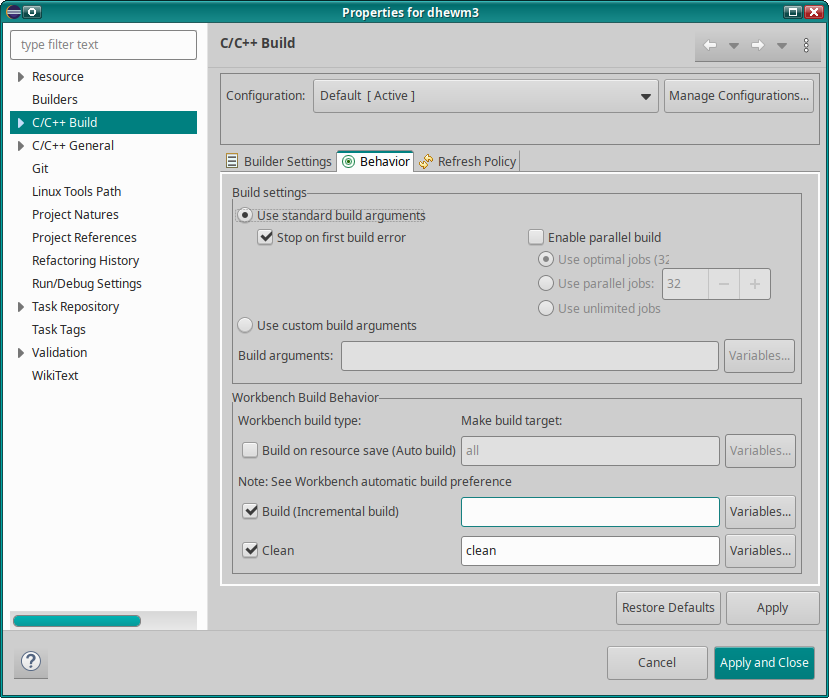 Properties for dhewm3
type filter text
Resource
Builders
C/C++ Build
C/C++ General
Git
Linux Tools Path
Project Natures
Project References
Refactoring History
Run/Debug Settings
Task Repository
Task Tags
Validation
WikiText
C/C++ Build
Configuration: Default [ Active ] Manage Configurations...
Builder Settings Behavior Refresh Policy
Build settings
Use standard build arguments
Stop on first build error Enable parallel build
Use optimal jobs (32
Use parallel jobs: 32 − +
Use unlimited jobs
Use custom build arguments
Build arguments: Variables...
Workbench Build Behavior
Workbench build type: Make build target:
Build on resource save (Auto build) all Variables...
Note: See Workbench automatic build preference
Build (Incremental build) Variables...
Clean clean Variables...
Restore Defaults Apply
? Cancel Apply and Close